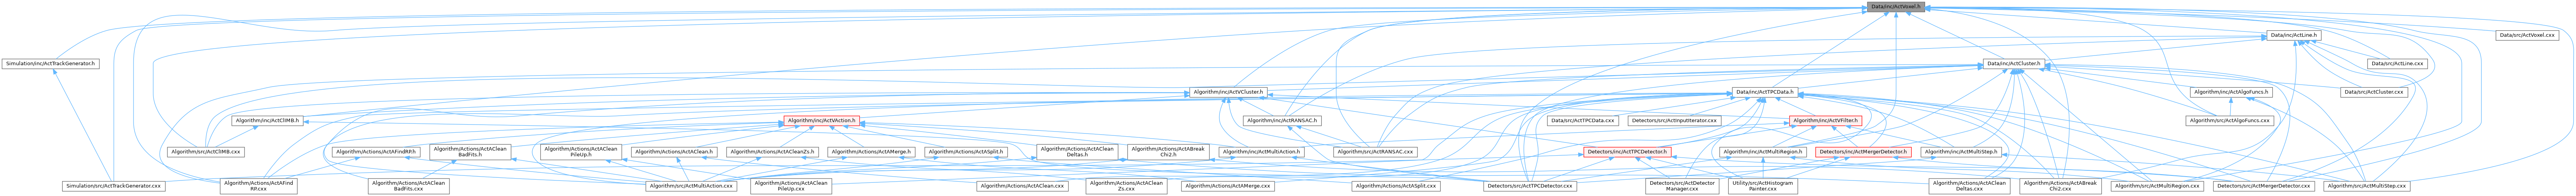 Data/inc/ActVoxel.h
Data/inc/ActLine.h
Data/src/ActVoxel.cxx
Simulation/inc/ActTrackGenerator.h
Data/inc/ActCluster.h
Data/src/ActLine.cxx
Algorithm/inc/ActVCluster.h
Data/inc/ActTPCData.h
Algorithm/inc/ActAlgoFuncs.h
Data/src/ActCluster.cxx
Algorithm/inc/ActCliMB.h
Algorithm/inc/ActVAction.h
Algorithm/inc/ActRANSAC.h
Data/src/ActTPCData.cxx
Detectors/src/ActInputIterator.cxx
Algorithm/inc/ActVFilter.h
Algorithm/src/ActAlgoFuncs.cxx
Algorithm/src/ActCliMB.cxx
Algorithm/Actions/ActAFindRP.h
Algorithm/Actions/ActAClean
BadFits.h
Algorithm/Actions/ActAClean
PileUp.h
Algorithm/Actions/ActAClean.h
Algorithm/Actions/ActACleanZs.h
Algorithm/Actions/ActAMerge.h
Algorithm/Actions/ActASplit.h
Algorithm/Actions/ActAClean
Deltas.h
Algorithm/Actions/ActABreak
Chi2.h
Algorithm/inc/ActMultiAction.h
Algorithm/src/ActRANSAC.cxx
Detectors/inc/ActTPCDetector.h
Algorithm/inc/ActMultiRegion.h
Detectors/inc/ActMergerDetector.h
Algorithm/inc/ActMultiStep.h
Simulation/src/ActTrackGenerator.cxx
Algorithm/Actions/ActAFind
RP.cxx
Algorithm/Actions/ActAClean
BadFits.cxx
Algorithm/src/ActMultiAction.cxx
Algorithm/Actions/ActAClean
PileUp.cxx
Algorithm/Actions/ActAClean.cxx
Algorithm/Actions/ActAClean
Zs.cxx
Algorithm/Actions/ActAMerge.cxx
Algorithm/Actions/ActASplit.cxx
Detectors/src/ActTPCDetector.cxx
Detectors/src/ActDetector
Manager.cxx
Utility/src/ActHistogram
Painter.cxx
Algorithm/Actions/ActAClean
Deltas.cxx
Algorithm/Actions/ActABreak
Chi2.cxx
Algorithm/src/ActMultiRegion.cxx
Detectors/src/ActMergerDetector.cxx
Algorithm/src/ActMultiStep.cxx